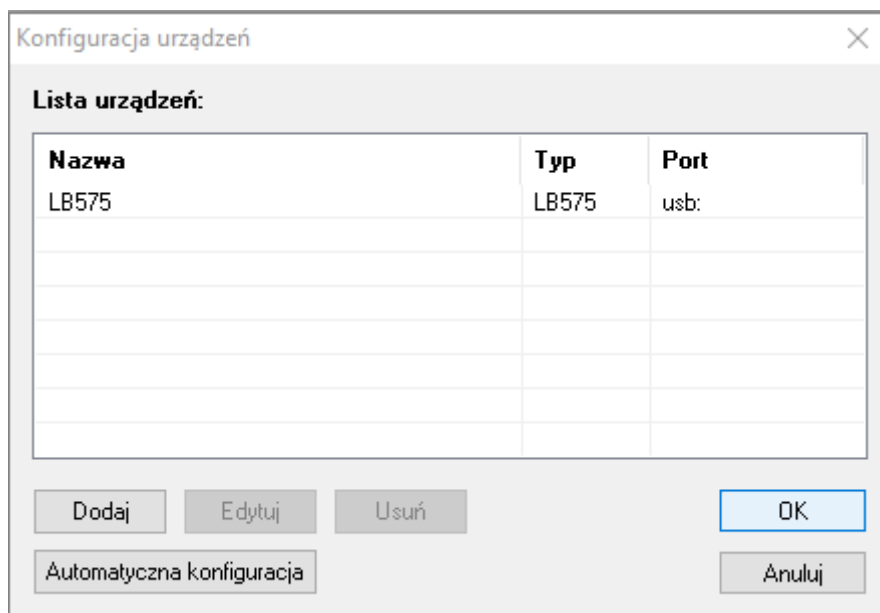 Konfiguracja urządzeń
Lista urządzeń:
Nazwa Typ Port
LB575 LB575 usb:
Dodaj Edytuj Usuń OK
Automatyczna konfiguracja Anuluj